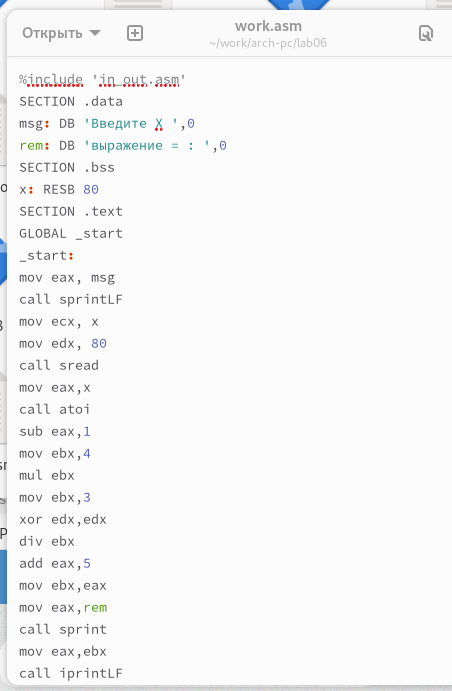 Открыть
work.asm
~/work/arch-pc/lab06
%include 'in_out.asm'
SECTION .data
msg: DB 'Введите X ',0
rem: DB 'выражение = : ',0
SECTION .bss
x: RESB 80
SECTION .text
GLOBAL _start
_start:
mov eax, msg
call sprintLF
mov ecx, x
mov edx, 80
call sread
mov eax,x
call atoi
sub eax,1
mov ebx,4
mul ebx
mov ebx,3
xor edx,edx
div ebx
add eax,5
mov ebx,eax
mov eax,rem
call sprint
mov eax,ebx
call iprintLF